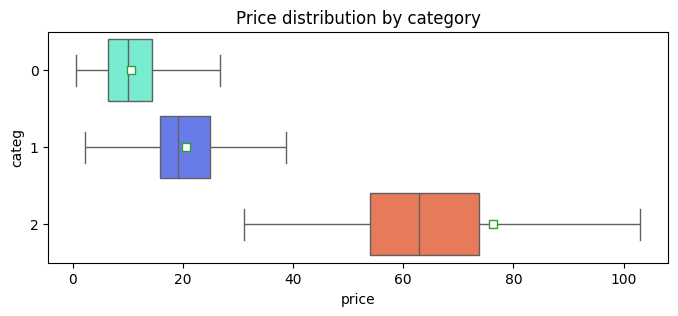 Price distribution by category
categ
0
1
2
0 20 40 60 80 100
price